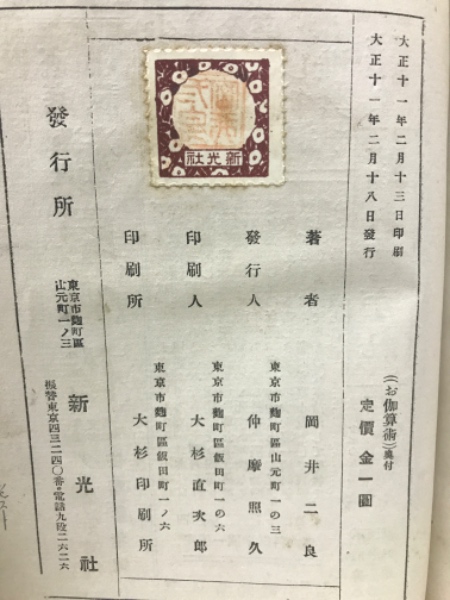 大正十一年二月十三日印刷
大正十一年二月十八日發行
(お伽算術)奥付
定價金一圓
著者 岡井二良
東京市麴町區山元町一の三
發行人 仲摩照久
東京市麴町區飯田町一の六
印刷人 大杉直次郎
東京市麴町區飯田町一ノ六
印刷所 大杉印刷所
新光社
發行所
東京市麴町區
山元町一ノ三
新光社
振替東京四三二四〇番・電話九段二六二六